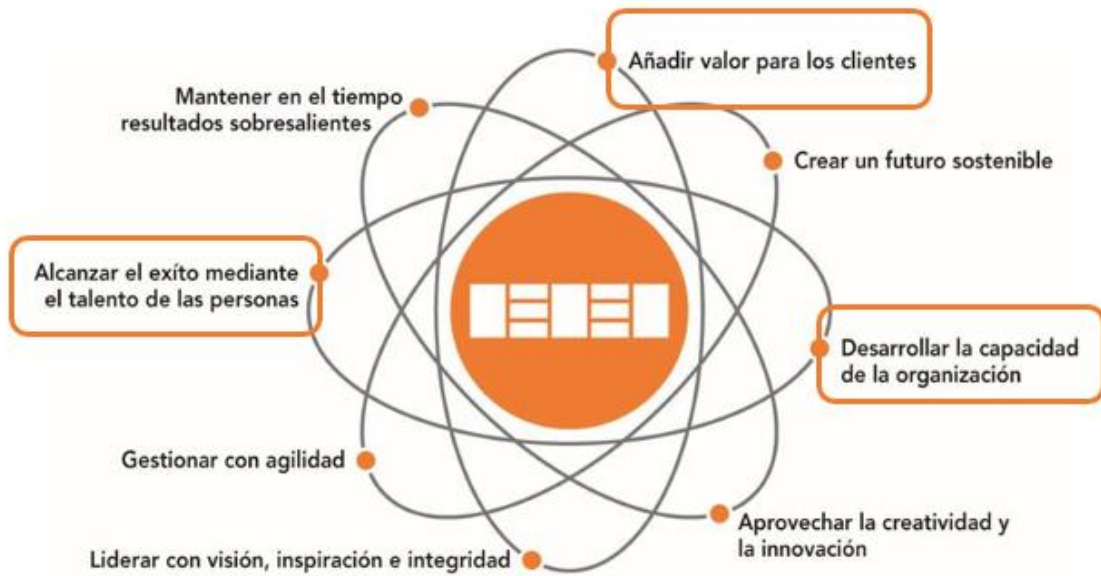 Añadir valor para los clientes
Mantener en el tiempo
resultados sobresalientes
Crear un futuro sostenible
Alcanzar el exíto mediante
el talento de las personas
Desarrollar la capacidad
de la organización
Gestionar con agilidad
Aprovechar la creatividad y
la innovación
Liderar con visión, inspiración e integridad